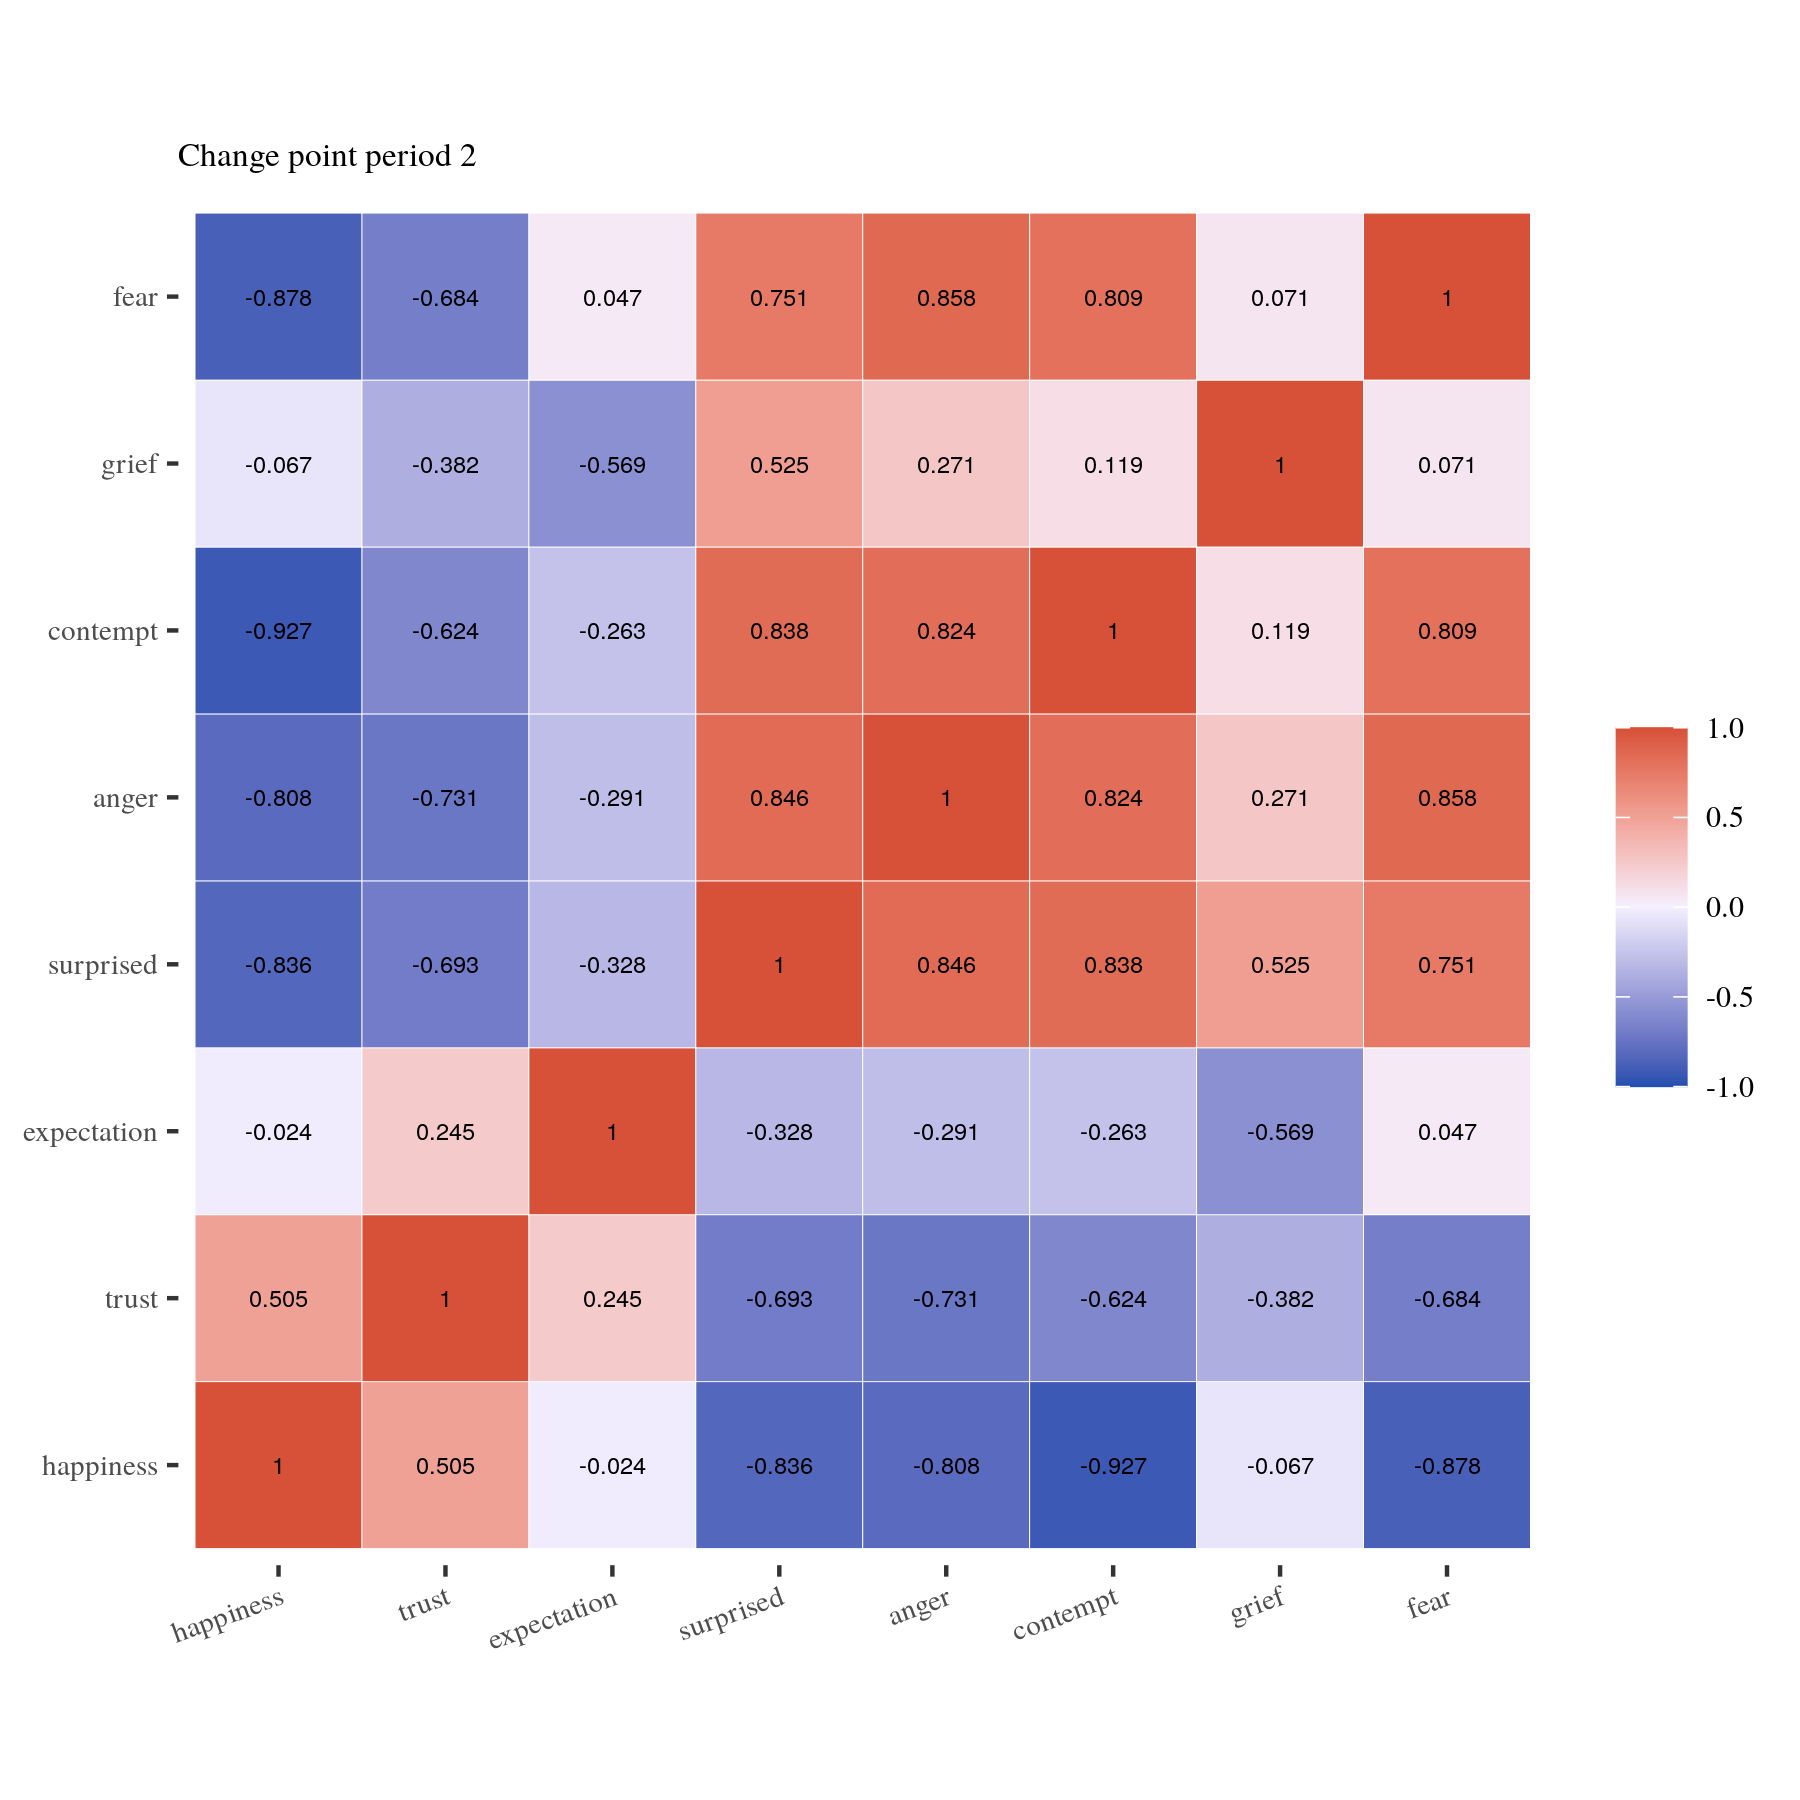 Change point period 2
fear -0.878 -0.684 0.047 0.751 0.858 0.809 0.071 1
grief -0.067 -0.382 -0.569 0.525 0.271 0.119 1 0.071
contempt -0.927 -0.624 -0.263 0.838 0.824 1 0.119 0.809
anger -0.808 -0.731 -0.291 0.846 1 0.824 0.271 0.858
surprised -0.836 -0.693 -0.328 1 0.846 0.838 0.525 0.751
expectation -0.024 0.245 1 -0.328 -0.291 -0.263 -0.569 0.047
trust 0.505 1 0.245 -0.693 -0.731 -0.624 -0.382 -0.684
happiness 1 0.505 -0.024 -0.836 -0.808 -0.927 -0.067 -0.878
happiness trust expectation surprised anger contempt grief fear
1.0
0.5
0.0
-0.5
-1.0